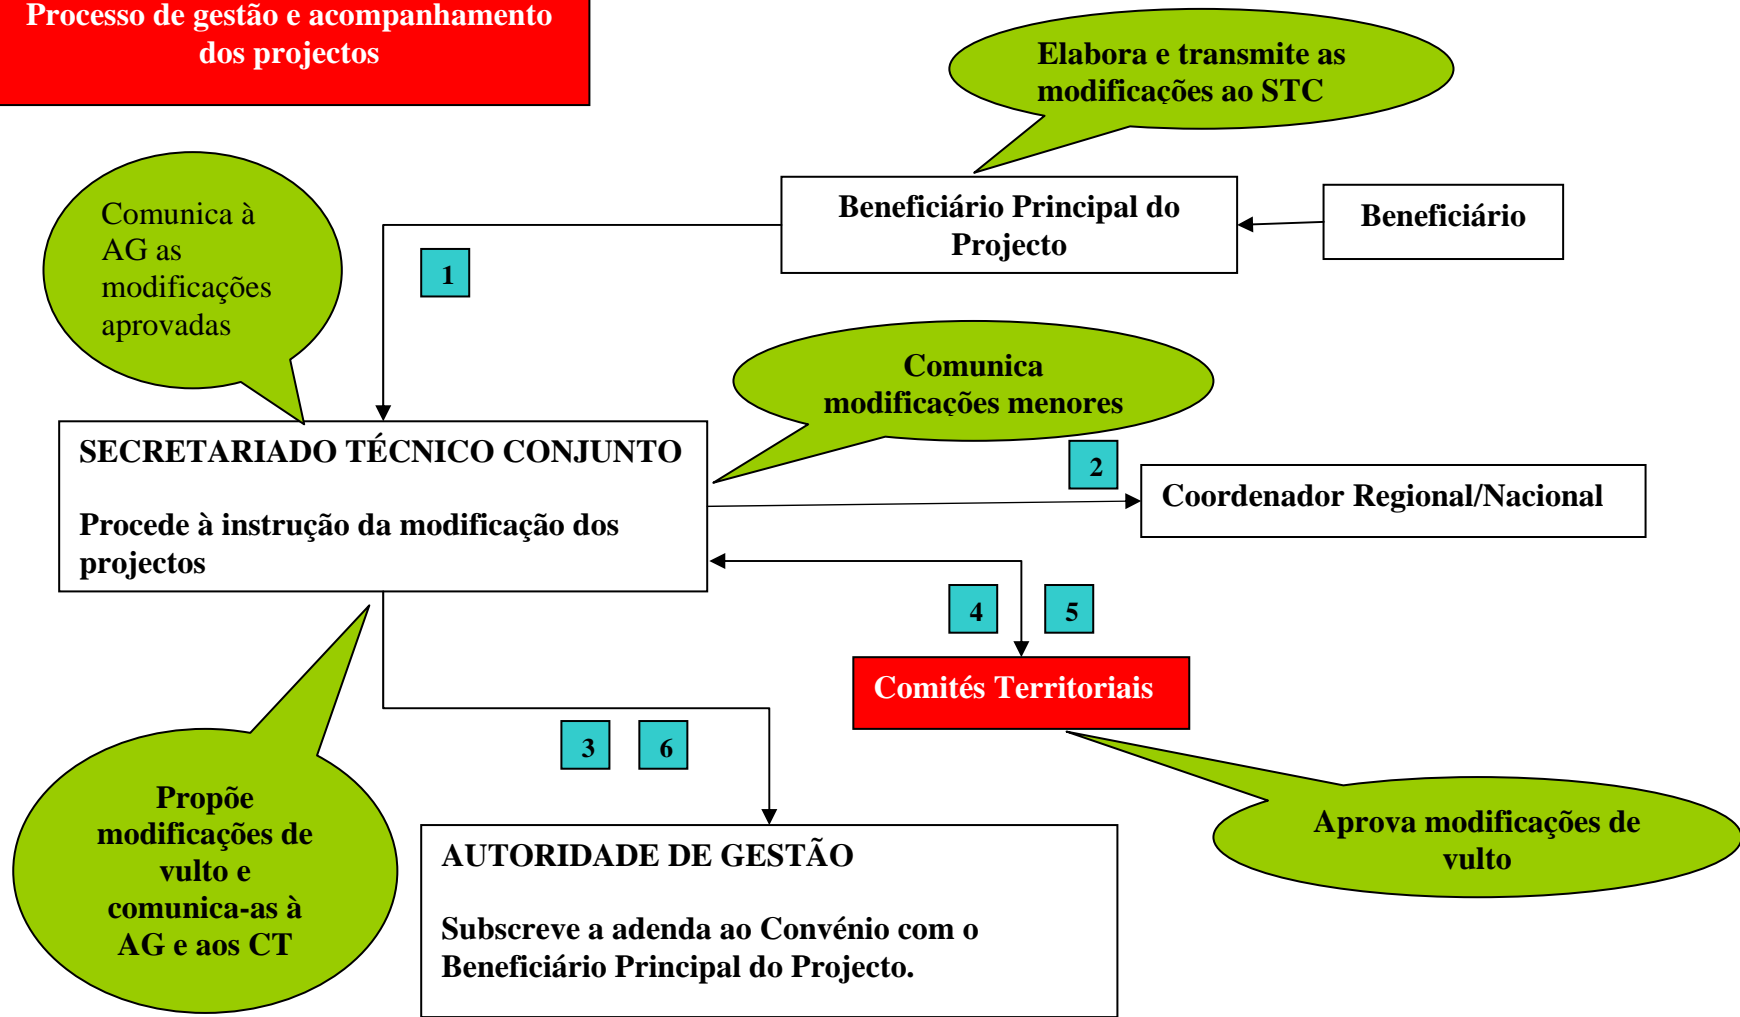 Processo de gestão e acompanhamento
dos projectos
Elabora e transmite as
modificações ao STC
Comunica à
AG as
modificações
aprovadas
Beneficiário Principal do
Projecto
Beneficiário
1
Comunica
modificações menores
SECRETARIADO TÉCNICO CONJUNTO
Procede à instrução da modificação dos
projectos
2
Coordenador Regional/Nacional
4
5
Comités Territoriais
3
6
Propõe
modificações de
vulto e
comunica-as à
AG e aos CT
AUTORIDADE DE GESTÃO
Subscreve a adenda ao Convénio com o
Beneficiário Principal do Projecto.
Aprova modificações de
vulto